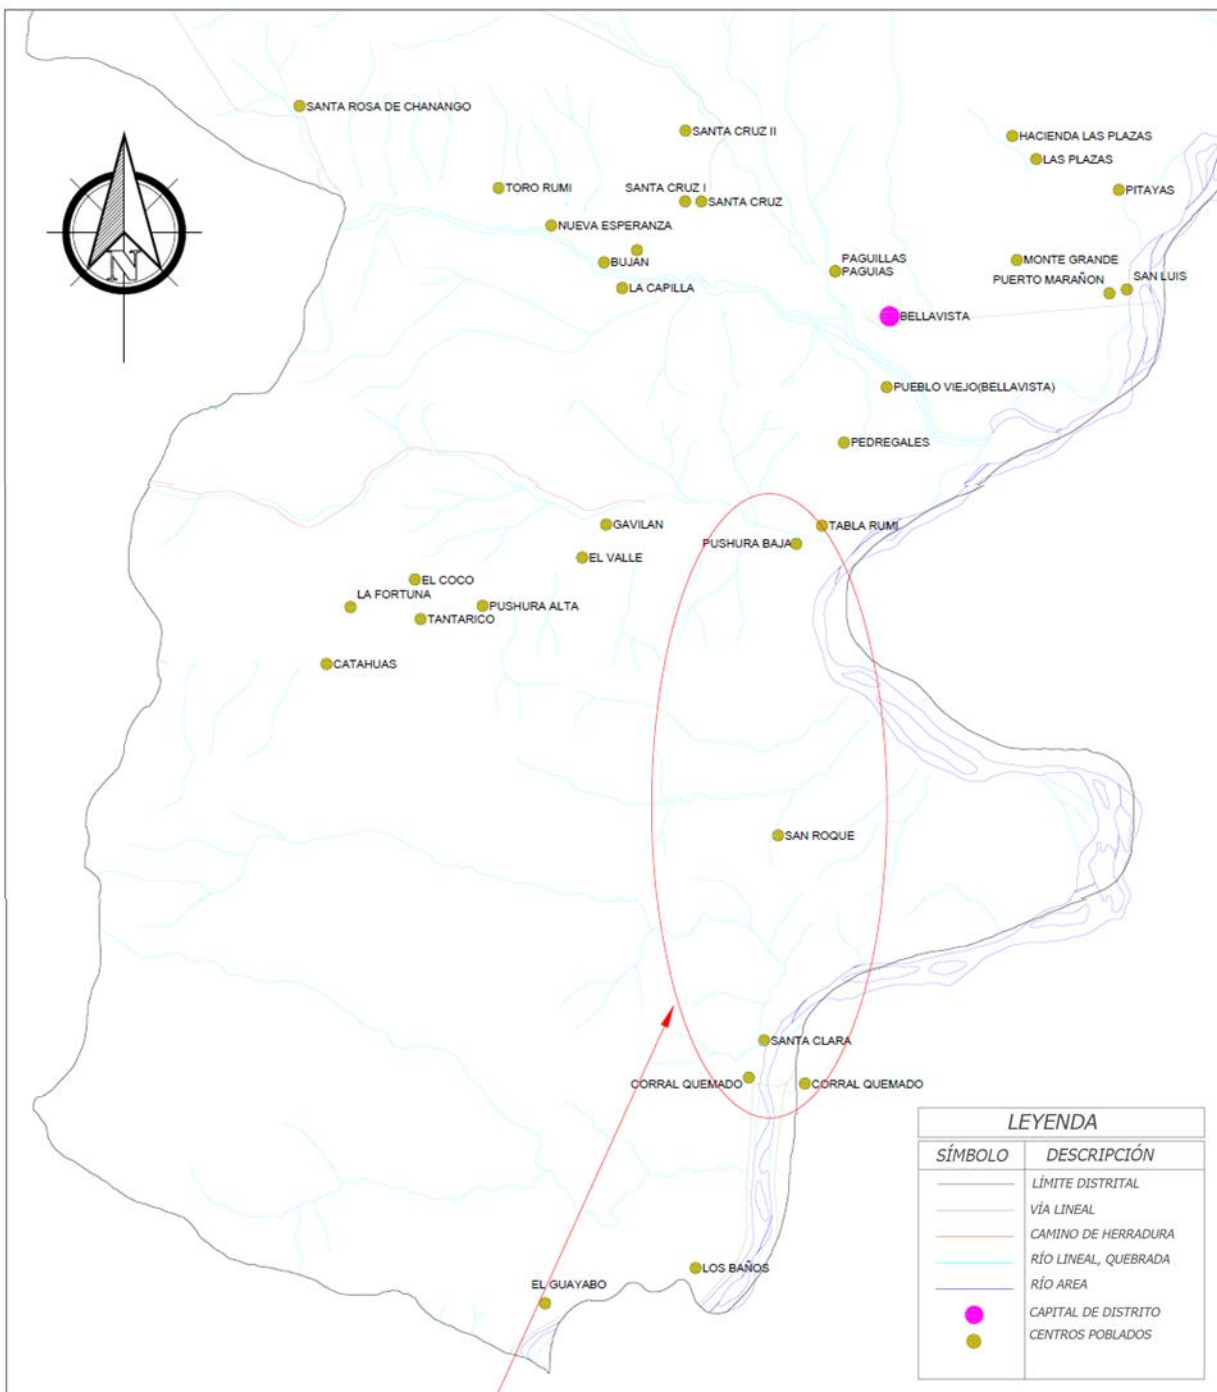 SANTA ROSA DE CHANANGO
SANTA CRUZ II
HACIENDA LAS PLAZAS
LAS PLAZAS
TORO RUMI
SANTA CRUZ I
SANTA CRUZ
PITAYAS
NUEVA ESPERANZA
BUJAN
LA CAPILLA
PAGUILLAS
PAGUIAS
MONTE GRANDE
PUERTO MARAÑON
SAN LUIS
N
BELLAVISTA
PUEBLO VIEJO(BELLAVISTA)
PEDREGALES
GAVILAN
TABLA RUMI
PUSHURA BAJA
EL VALLE
EL COCO
LA FORTUNA
PUSHURA ALTA
TANTARICO
CATAHUAS
SAN ROQUE
SANTA CLARA
CORRAL QUEMADO
CORRAL QUEMADO
LOS BAÑOS
EL GUAYABO
LEYENDA
SÍMBOLO DESCRIPCIÓN
LÍMITE DISTRITAL
VÍA LINEAL
CAMINO DE HERRADURA
RÍO LINEAL, QUEBRADA
RÍO AREA
CAPITAL DE DISTRITO
CENTROS POBLADOS